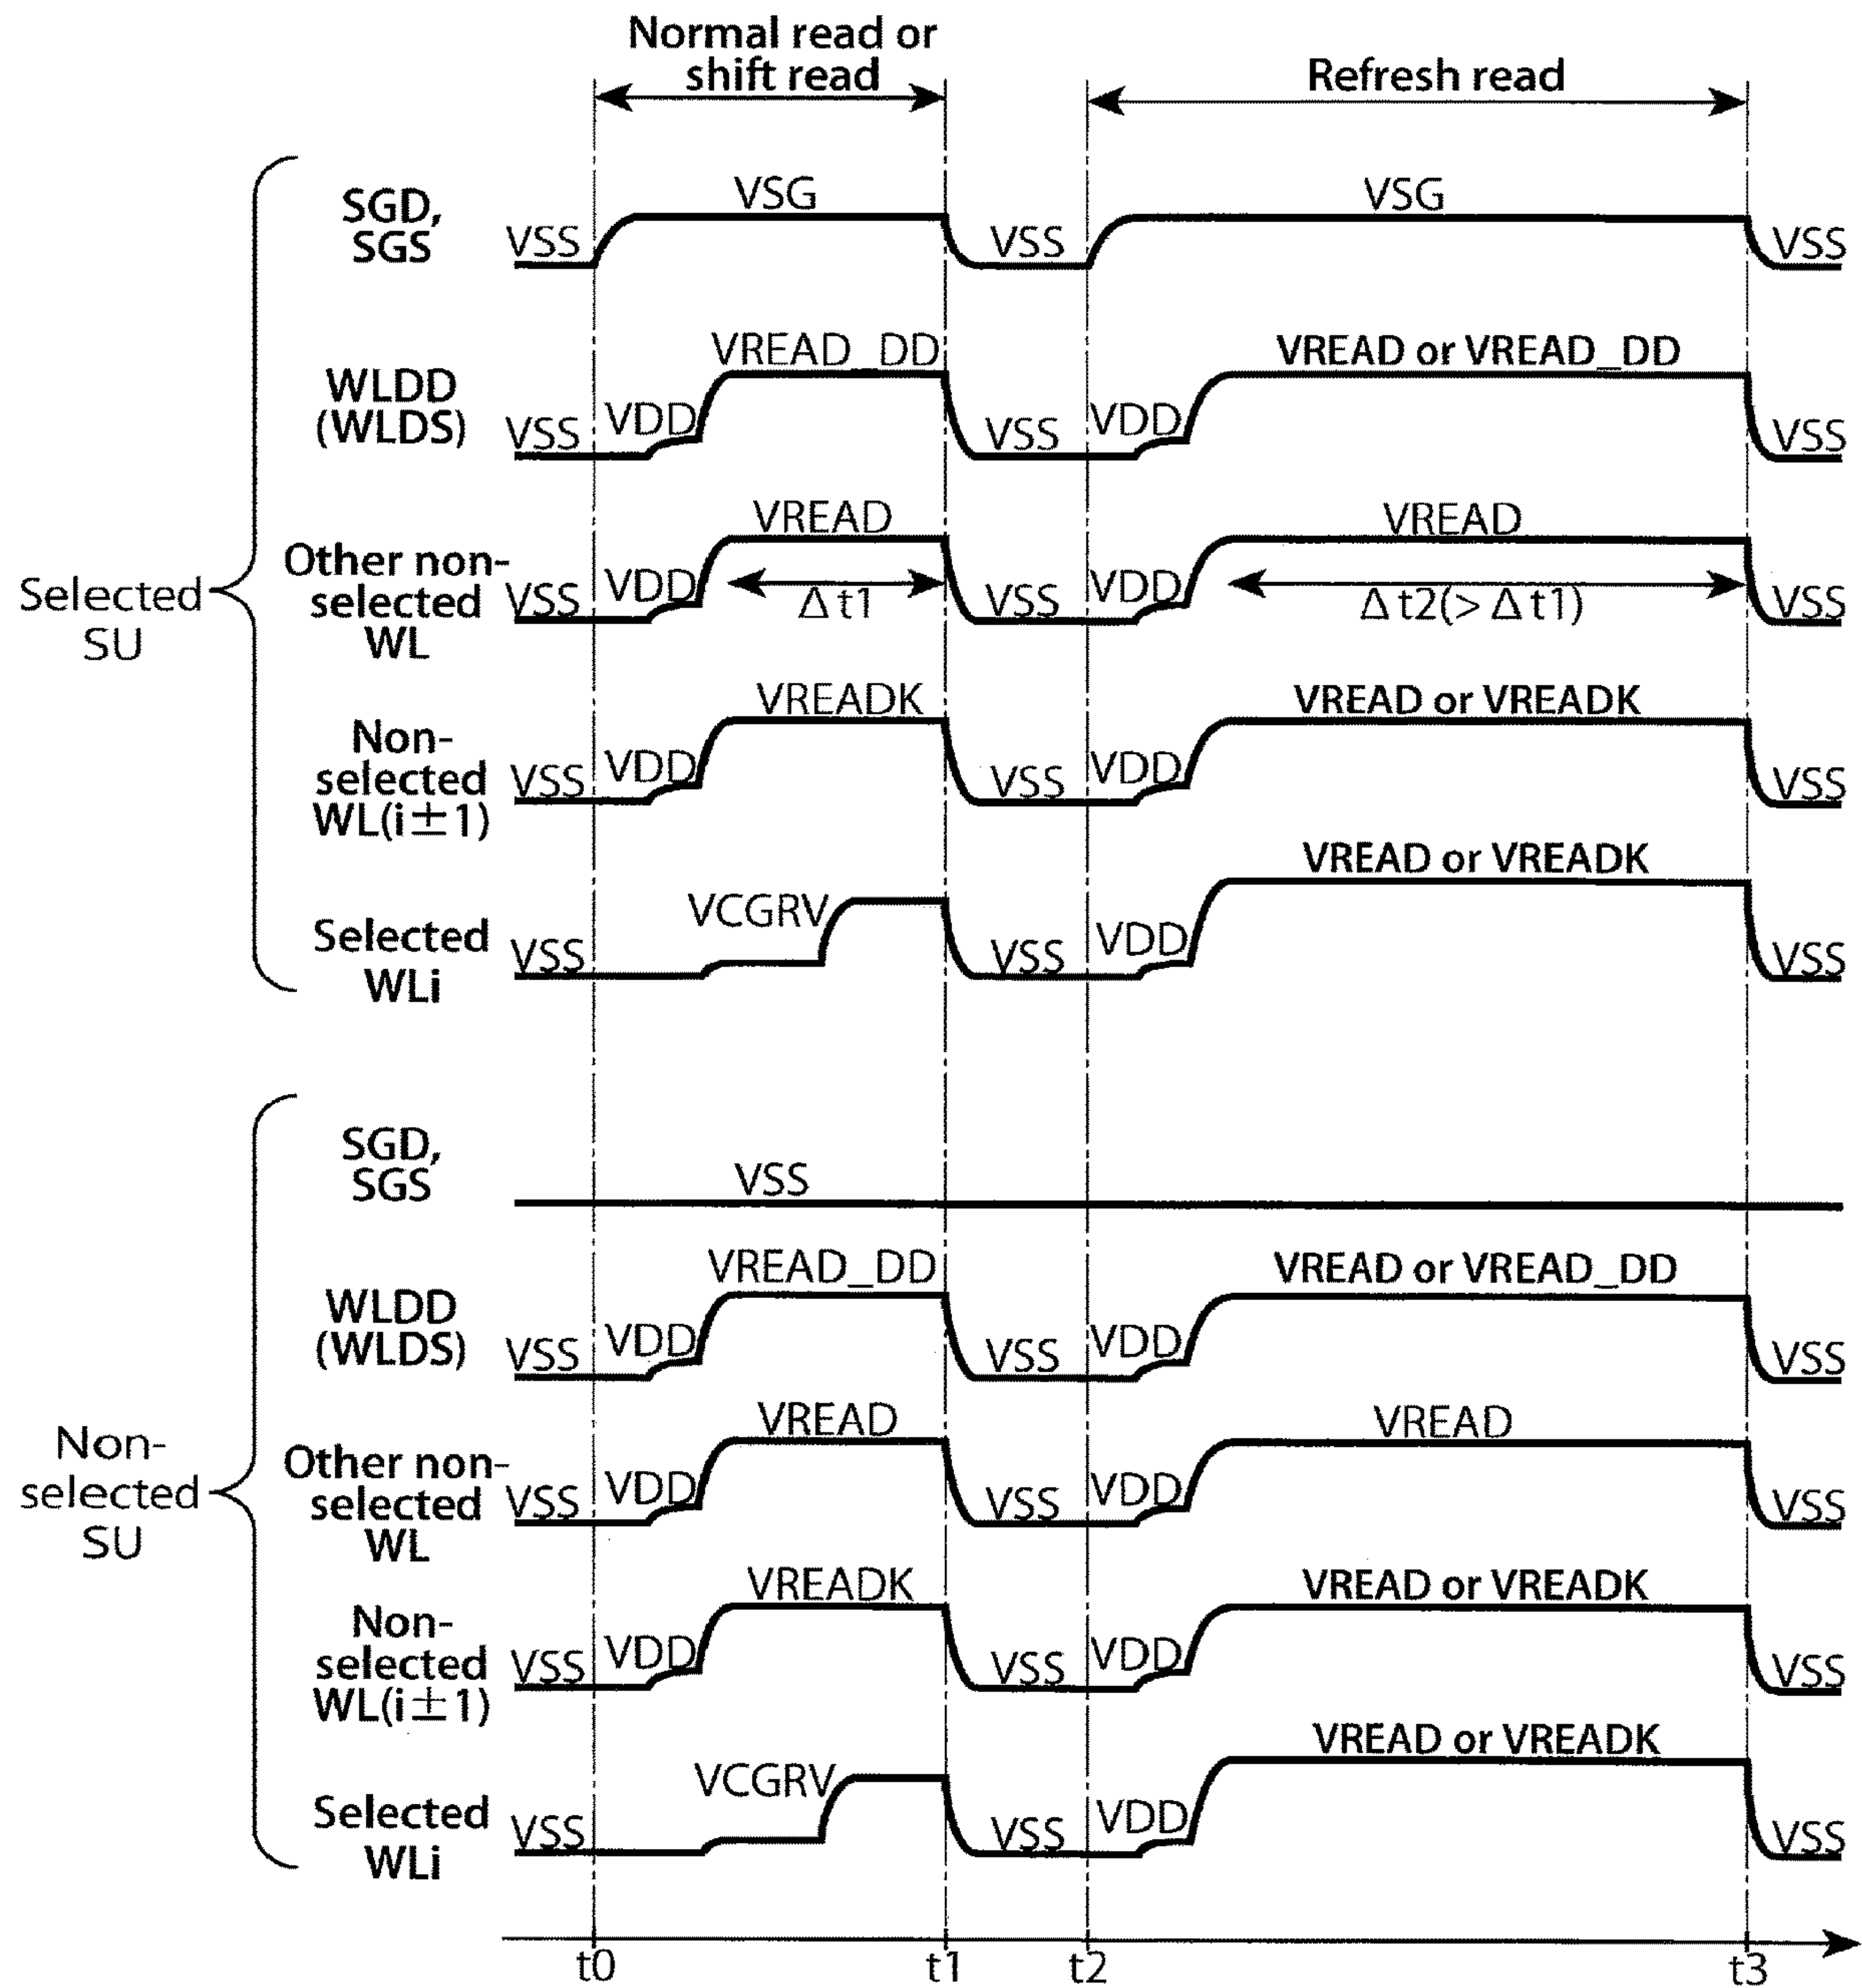 Normal read or
shift read
Refresh read
Selected
SU
SGD,
SGS
VSS
VSG
VSS
VSG
VSS
WLDD
(WLDS)
VSS
VDD
VREAD_DD
VSS
VDD
VREAD or VREAD_DD
VSS
Other non-
selected
WL
VSS
VDD
VREAD
Δt1
VSS
VDD
VREAD
Δt2(> Δt1)
VSS
Non-
selected
WL(i±1)
VSS
VDD
VREADK
VSS
VDD
VREAD or VREADK
VSS
Selected
WLi
VSS
VCGRV
VSS
VDD
VREAD or VREADK
VSS
Non-
selected
SU
SGD,
SGS
VSS
WLDD
(WLDS)
VSS
VDD
VREAD_DD
VSS
VDD
VREAD or VREAD_DD
VSS
Other non-
selected
WL
VSS
VDD
VREAD
VSS
VDD
VREAD
VSS
Non-
selected
WL(i±1)
VSS
VDD
VREADK
VSS
VDD
VREAD or VREADK
VSS
Selected
WLi
VSS
VCGRV
VSS
VDD
VREAD or VREADK
VSS
t0
t1
t2
t3